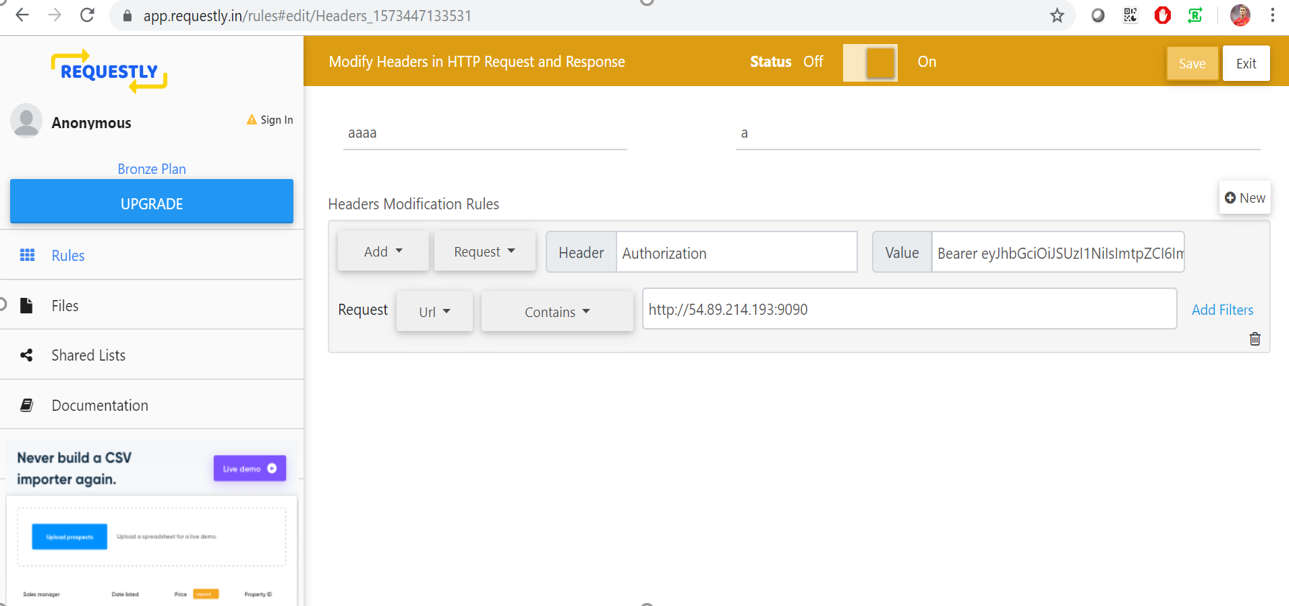 app.requestly.in/rules#edit/Headers_1573447133531
REQUESTLY
Anonymous
Sign In
Bronze Plan
UPGRADE
Rules
Files
Shared Lists
Documentation
Never build a CSV
importer again.
Live demo
Upload prospects
Upload a spreadsheet for a live demo.
Sales manager Date listed Price Property ID
Modify Headers in HTTP Request and Response
Status Off On
Save Exit
aaaa a
Headers Modification Rules
New
Add Request Header Authorization Value Bearer eyJhbGciOiJSUzI1NiIsImtpZCI6Im
Request Url Contains http://54.89.214.193:9090 Add Filters